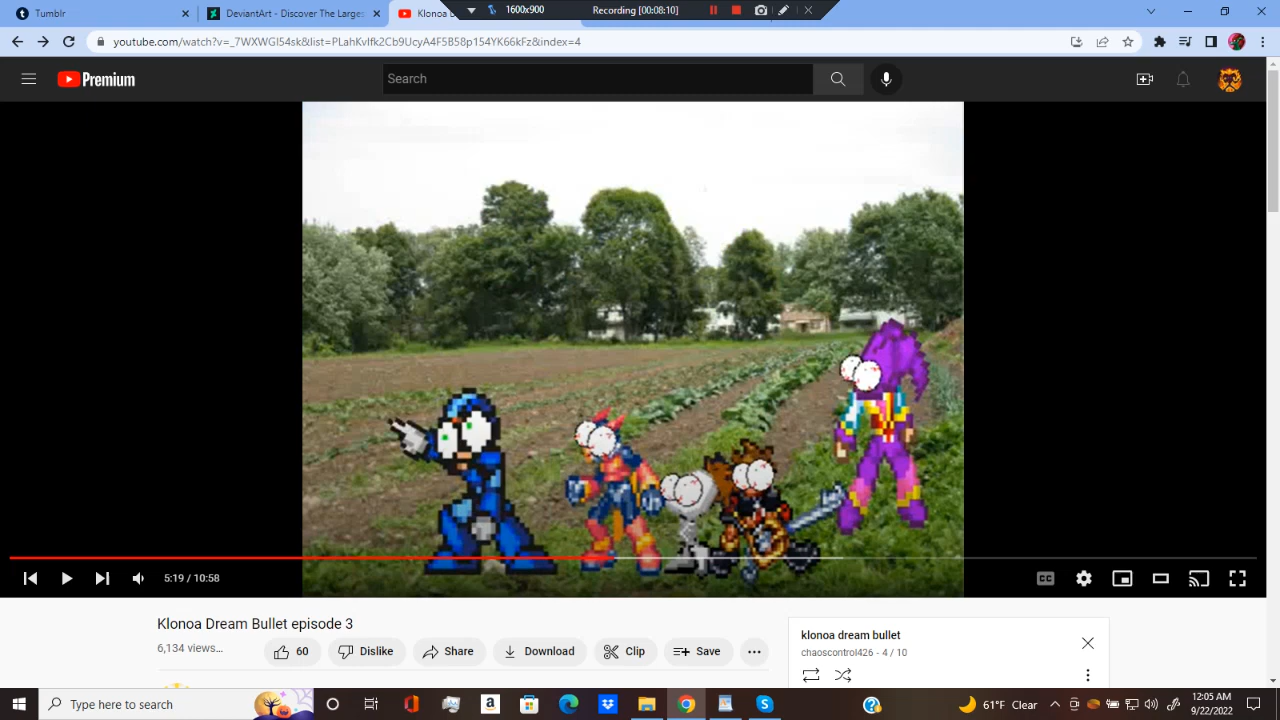 Tumblr
DeviantArt - Discover The Larges
Klonoa D
1600x900
Recording [00:08:10]
youtube.com/watch?v=_7WXWGI54sk&list=PLahKvIfk2Cb9UcyA4F5B58p154YK66kFz&index=4
Premium
Search
5:19 / 10:58
CC
Klonoa Dream Bullet episode 3
6,134 views...
60
Dislike
Share
Download
Clip
Save
klonoa dream bullet
chaoscontrol426 - 4 / 10
Type here to search
61°F Clear
12:05 AM
9/22/2022